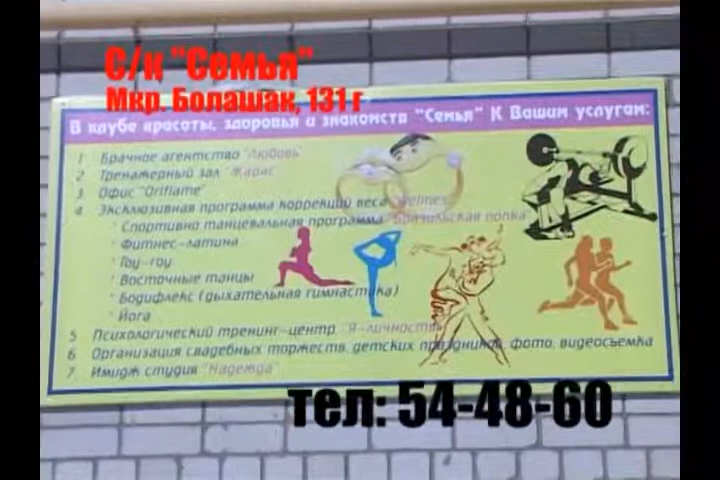 С/к "Семья"
Мкр. Болашак, 131 г
В клубе красоты, здоровья и знакомств "Семья" К Вашим услугам:
1 Брачное агентство "Любовь"
2 Тренажерный зал "Жарас"
3 Офис "Oriflame"
4 Эксклюзивная программа коррекции веса "Wellnes"
Спортивно танцевальная программа "Бразильская попка"
Фитнес-латина
Гоу-гоу
Восточные танцы
Бодифлекс (дыхательная гимнастика)
Йога
5 Психологический тренинг-центр "Я-личность"
6 Организация свадебных торжеств, детских праздников, фото, видеосъемка
7 Имидж студия "Надежда"
тел: 54-48-60